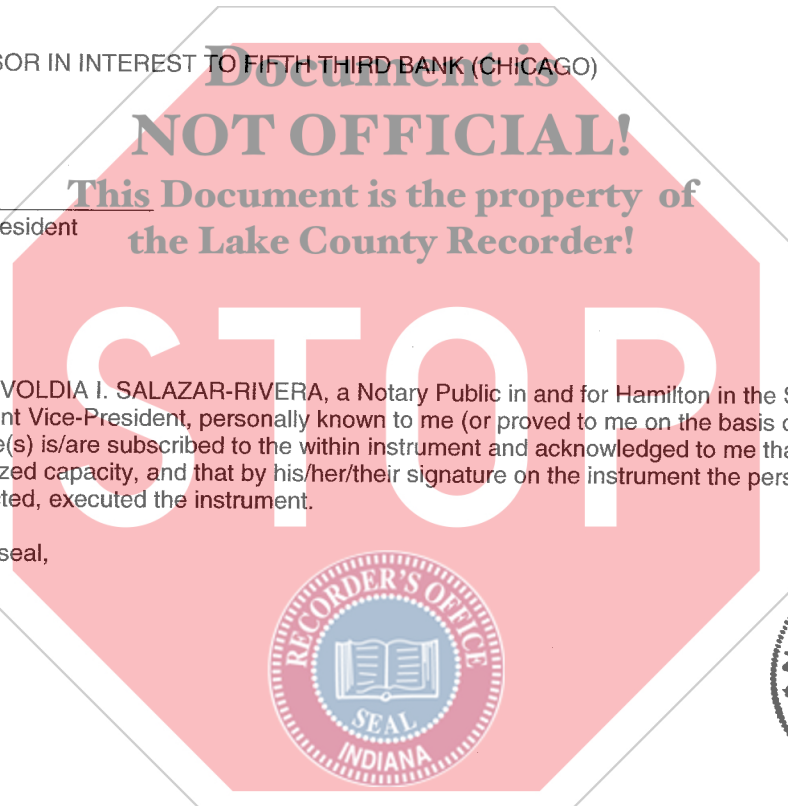 SOR IN INTEREST TO FIFTH THIRD BANK (CHICAGO)
Document is
NOT OFFICIAL!
This Document is the property of
the Lake County Recorder!
esident
STOP
VOLDIA I. SALAZAR-RIVERA, a Notary Public in and for Hamilton in the S
nt Vice-President, personally known to me (or proved to me on the basis o
e(s) is/are subscribed to the within instrument and acknowledged to me tha
zed capacity, and that by his/her/their signature on the instrument the pers
ted, executed the instrument.
seal,
RECORDER'S OFFICE
SEAL
INDIANA